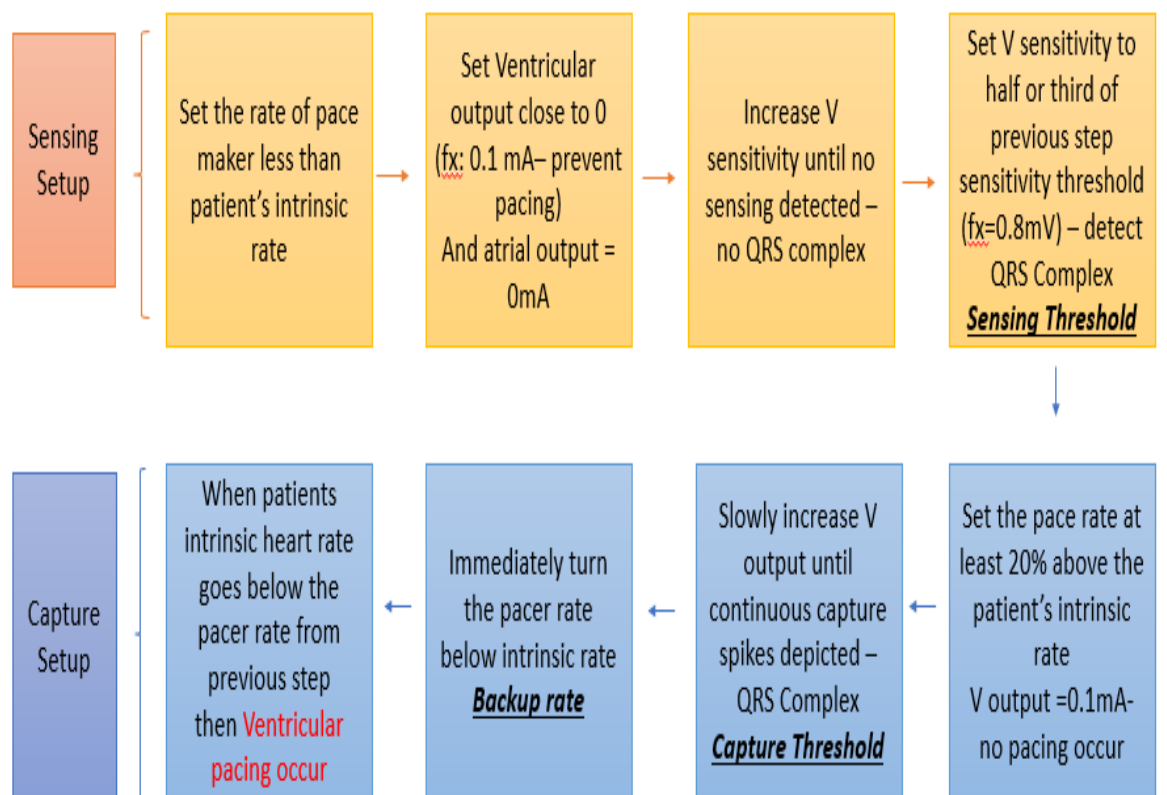 Sensing
Setup
Set the rate of pace
maker less than
patient’s intrinsic
rate
Set Ventricular
output close to 0
(fx: 0.1 mA– prevent
pacing)
And atrial output =
0mA
Increase V
sensitivity until no
sensing detected –
no QRS complex
Set V sensitivity to
half or third of
previous step
sensitivity threshold
(fx=0.8mV) – detect
QRS Complex
Sensing Threshold
Capture
Setup
When patients
intrinsic heart rate
goes below the
pacer rate from
previous step
then Ventricular
pacing occur
Immediately turn
the pacer rate
below intrinsic rate
Backup rate
Slowly increase V
output until
continuous capture
spikes depicted –
QRS Complex
Capture Threshold
Set the pace rate at
least 20% above the
patient’s intrinsic
rate
V output =0.1mA-
no pacing occur